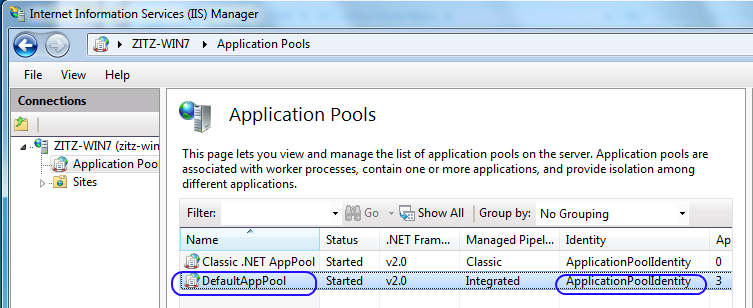 Internet Information Services (IIS) Manager
ZITZ-WIN7 Application Pools
File View Help
Connections
Application Pools
ZITZ-WIN7 (zitz-win
Application Pool
Sites
This page lets you view and manage the list of application pools on the server. Application pools are
associated with worker processes, contain one or more applications, and provide isolation among
different applications.
Filter: Go Show All Group by: No Grouping
Name Status .NET Fram... Managed Pipel... Identity Ap
Classic .NET AppPool Started v2.0 Classic ApplicationPoolIdentity 0
DefaultAppPool Started v2.0 Integrated ApplicationPoolIdentity 3